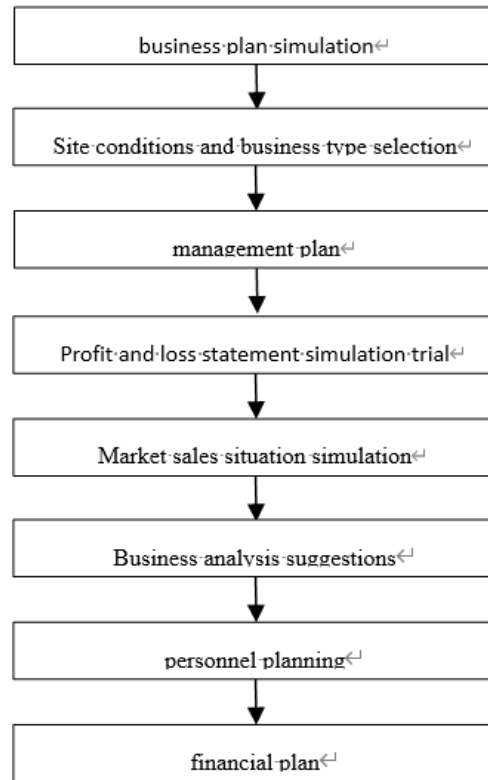 business plan simulation
Site conditions and business type selection
management plan
Profit and loss statement simulation trial
Market sales situation simulation
Business analysis suggestions
personnel planning
financial plan